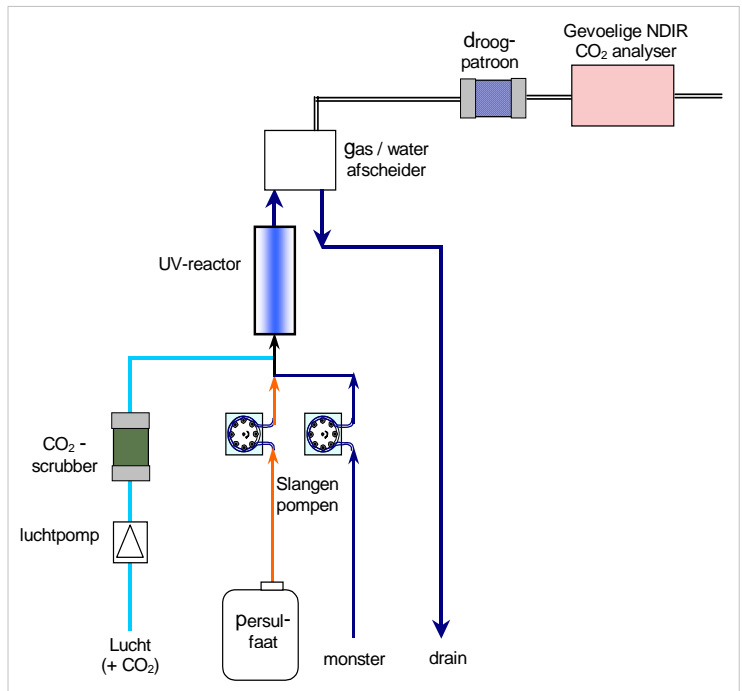 Gevoelige NDIR
CO₂ analyser
droog-
patroon
gas / water
afscheider
UV-reactor
CO₂ -
scrubber
Slangen
pompen
luchtpomp
persul-
faat
Lucht
(+ CO₂)
monster
drain